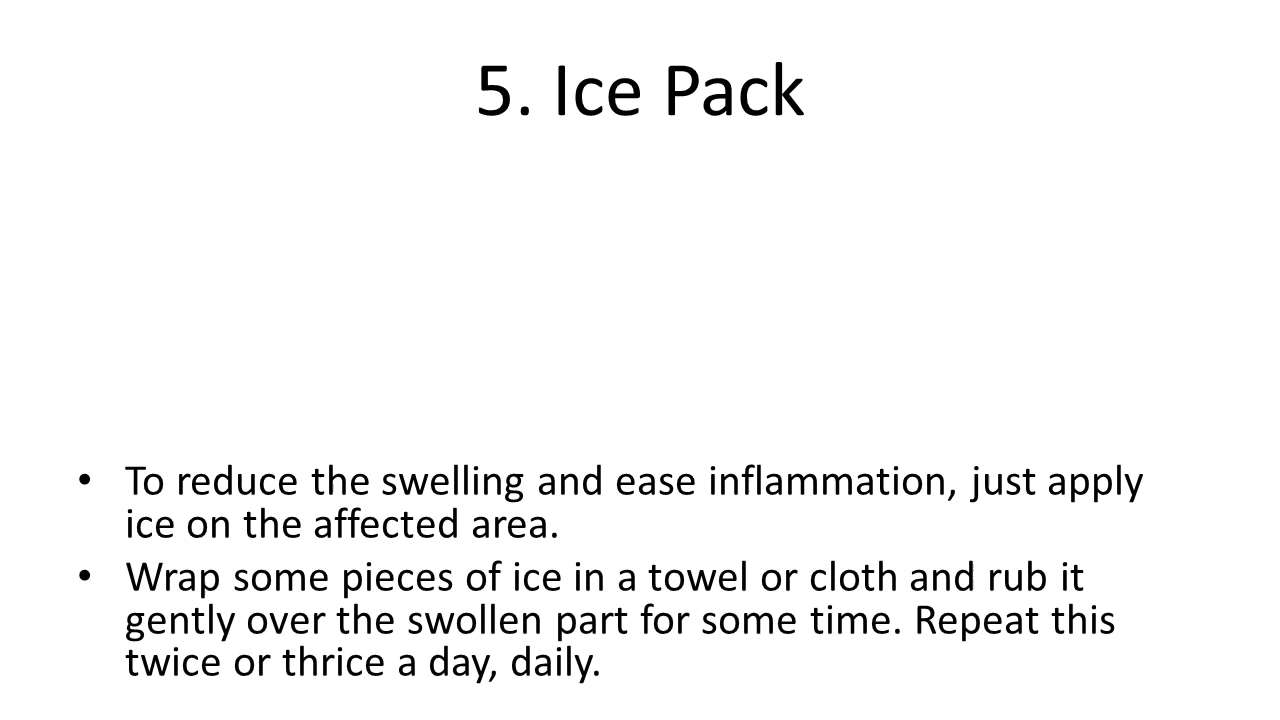 5. Ice Pack
• To reduce the swelling and ease inflammation, just apply
ice on the affected area.
• Wrap some pieces of ice in a towel or cloth and rub it
gently over the swollen part for some time. Repeat this
twice or thrice a day, daily.